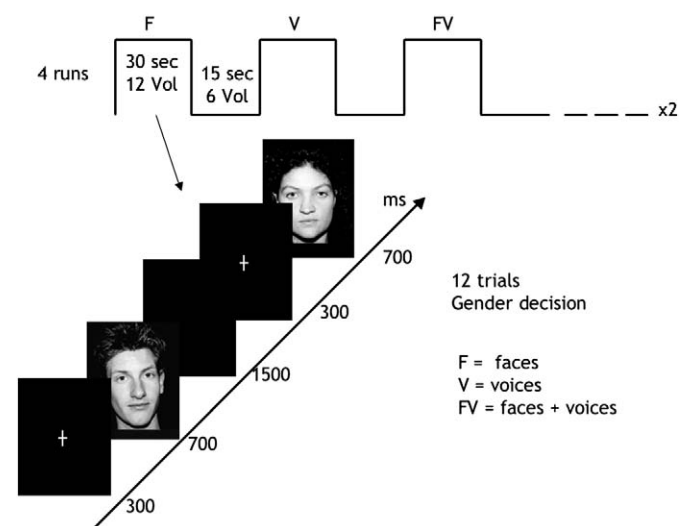 F V FV
4 runs
30 sec
12 Vol
15 sec
6 Vol
x2
ms
700
300
1500
700
300
12 trials
Gender decision
F = faces
V = voices
FV = faces + voices